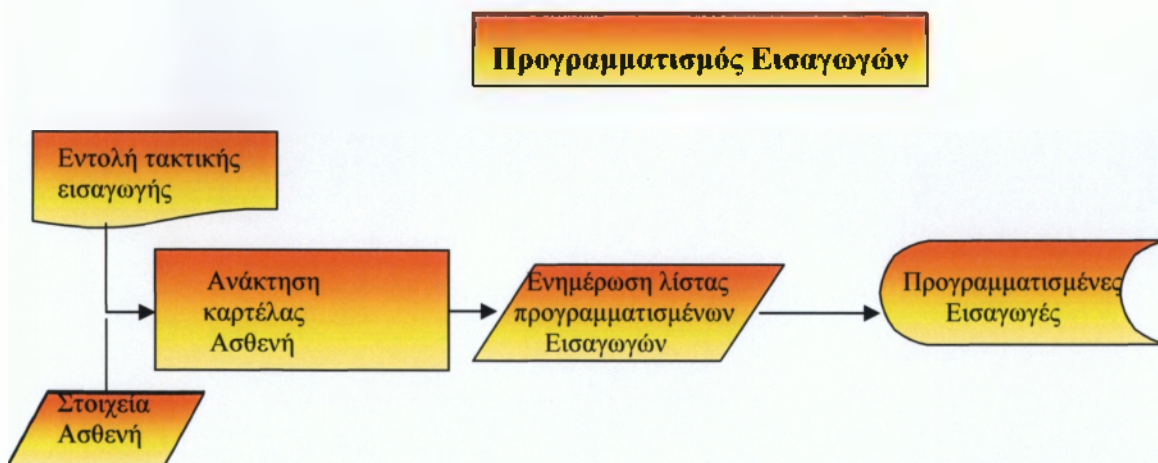 Προγραμματισμός Εισαγωγών
Εντολή τακτικής
εισαγωγής
Ανάκτηση
καρτέλας
Ασθενή
Ενημέρωση λίστας
προγραμματισμένων
Εισαγωγών
Προγραμματισμένες
Εισαγωγές
Στοιχεία
Ασθενή